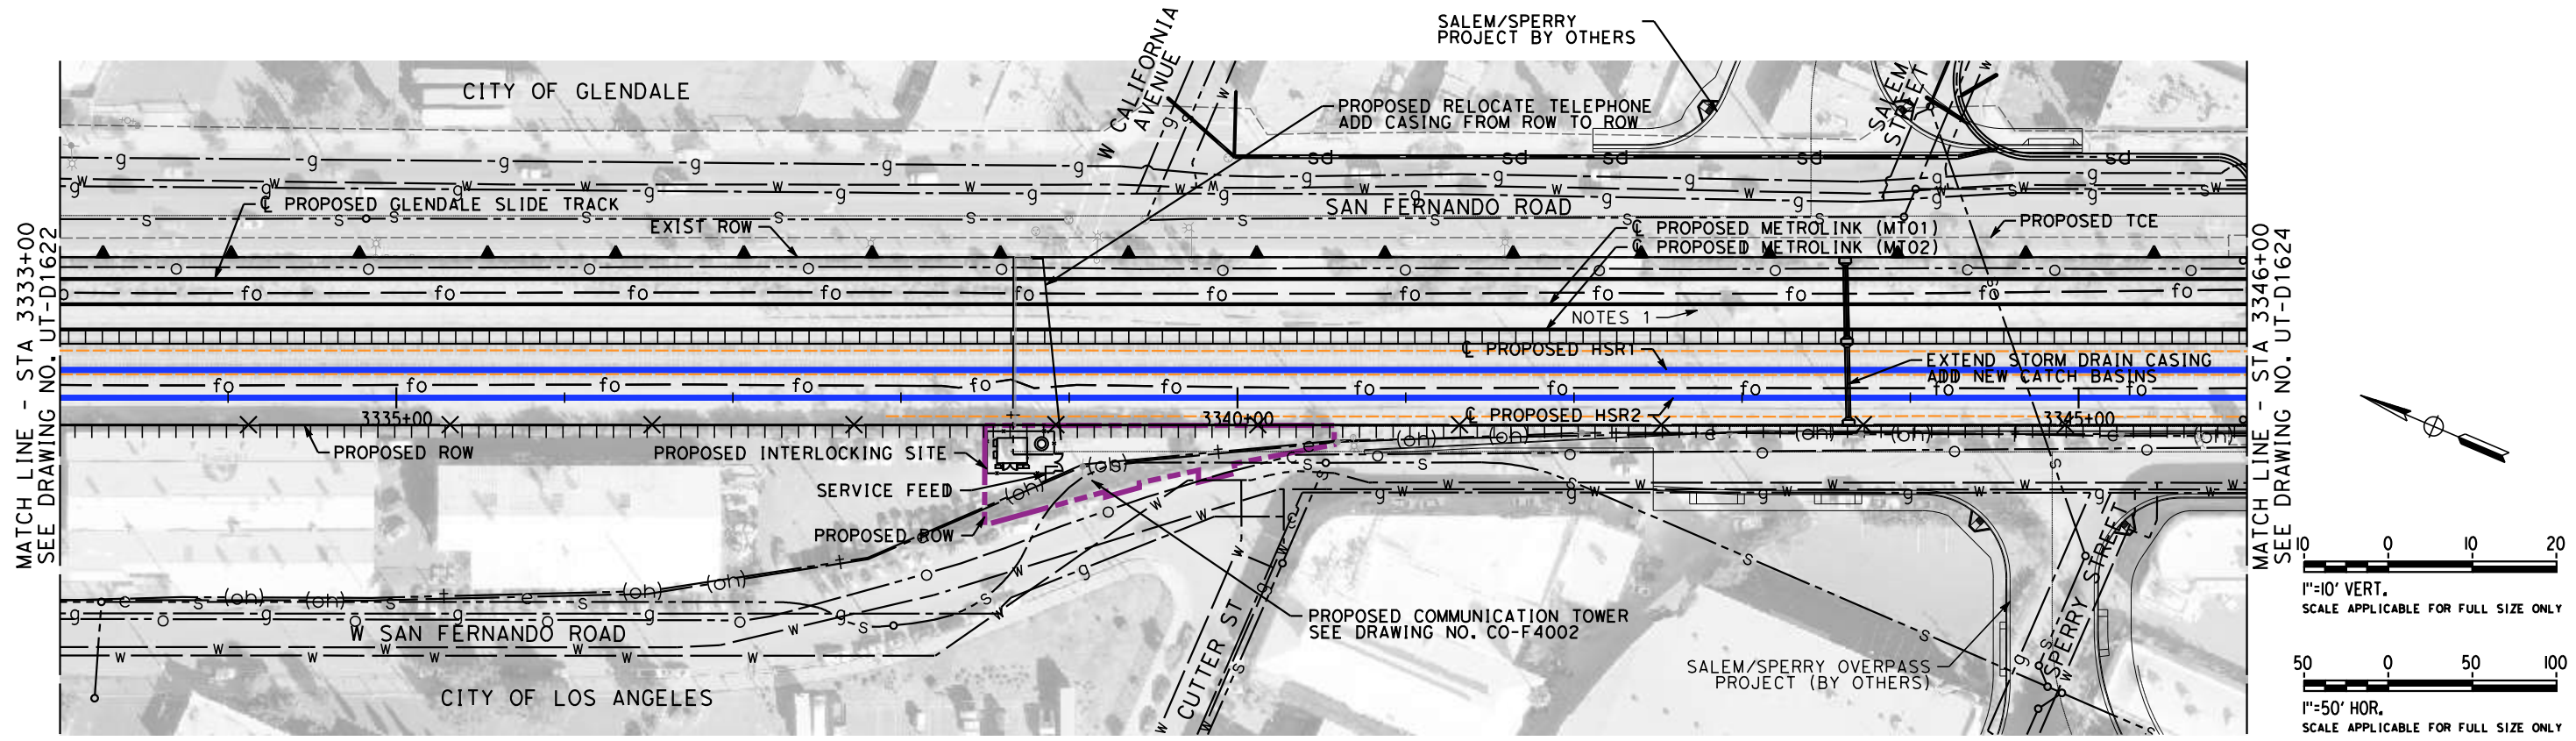 SALEM/SPERRY
PROJECT BY OTHERS
CALIFORNIA
W AVENUE
CITY OF GLENDALE
PROPOSED RELOCATE TELEPHONE
ADD CASING FROM ROW TO ROW
SALEM
STREET
℄ PROPOSED GLENDALE SLIDE TRACK
EXIST ROW
SAN FERNANDO ROAD
PROPOSED TCE
℄ PROPOSED METROLINK (MT01)
℄ PROPOSED METROLINK (MT02)
NOTES 1
℄ PROPOSED HSR1
EXTEND STORM DRAIN CASING
ADD NEW CATCH BASINS
℄ PROPOSED HSR2
3335+00
3340+00
3345+00
PROPOSED ROW
PROPOSED INTERLOCKING SITE
SERVICE FEED
PROPOSED ROW
PROPOSED COMMUNICATION TOWER
SEE DRAWING NO. CO-F4002
W SAN FERNANDO ROAD
CITY OF LOS ANGELES
CUTTER ST
SPERRY STREET
SALEM/SPERRY OVERPASS
PROJECT (BY OTHERS)
MATCH LINE - STA 3333+00
SEE DRAWING NO. UT-D1622
MATCH LINE - STA 3346+00
SEE DRAWING NO. UT-D1624
10 0 10 20
1"=10' VERT.
SCALE APPLICABLE FOR FULL SIZE ONLY
50 0 50 100
1"=50' HOR.
SCALE APPLICABLE FOR FULL SIZE ONLY